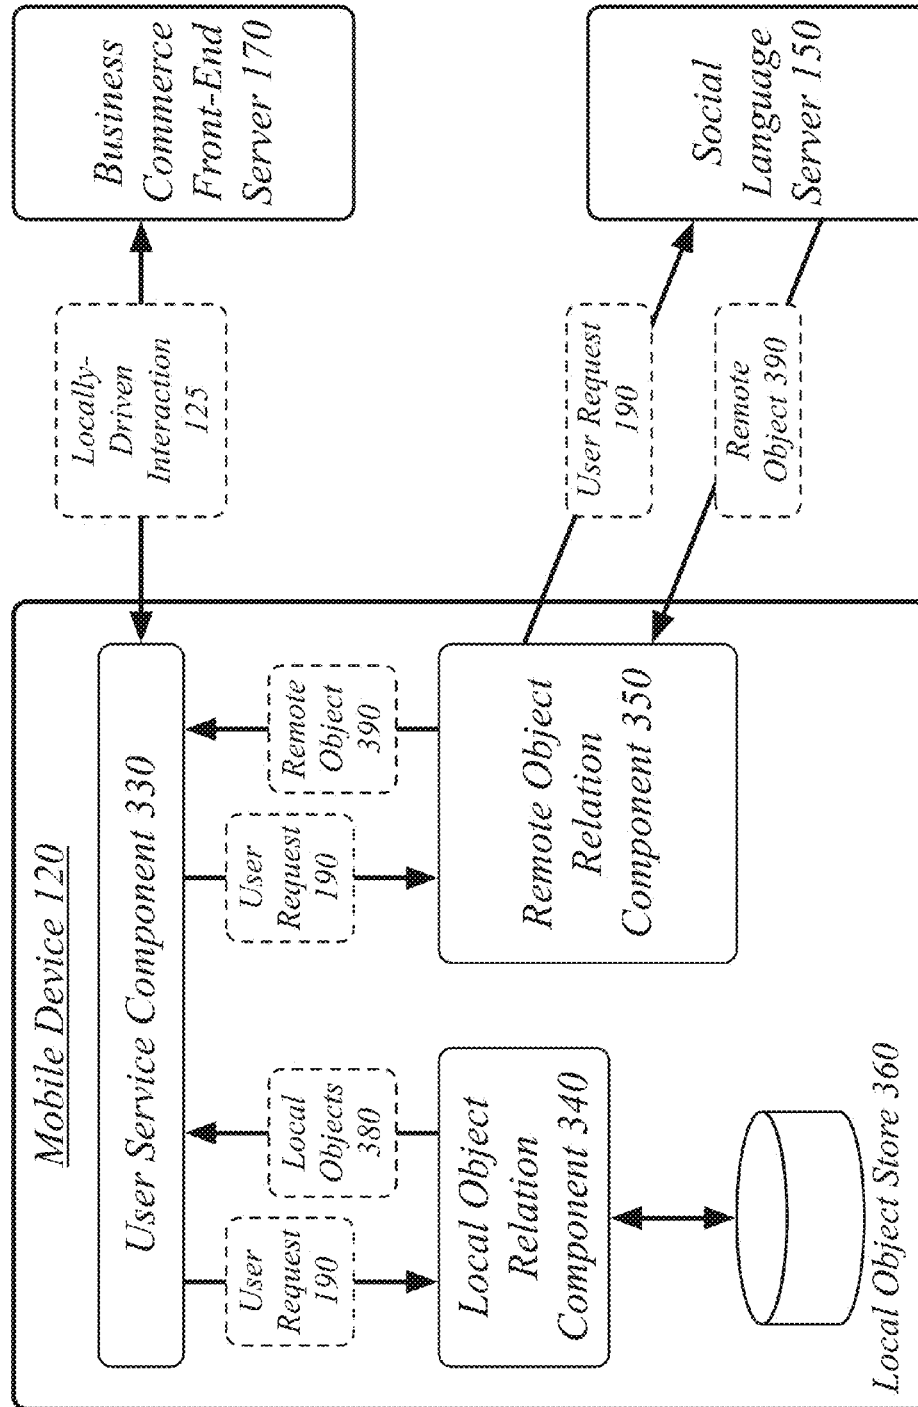 Mobile Device 120
User Service Component 330
User
Request
190
Local
Objects
380
User
Request
190
Remote
Object
390
Local Object
Relation
Component 340
Remote Object
Relation
Component 350
Local Object Store 360
Locally-
Driven
Interaction
125
User Request
190
Remote
Object 390
Business
Commerce
Front-End
Server 170
Social
Language
Server 150